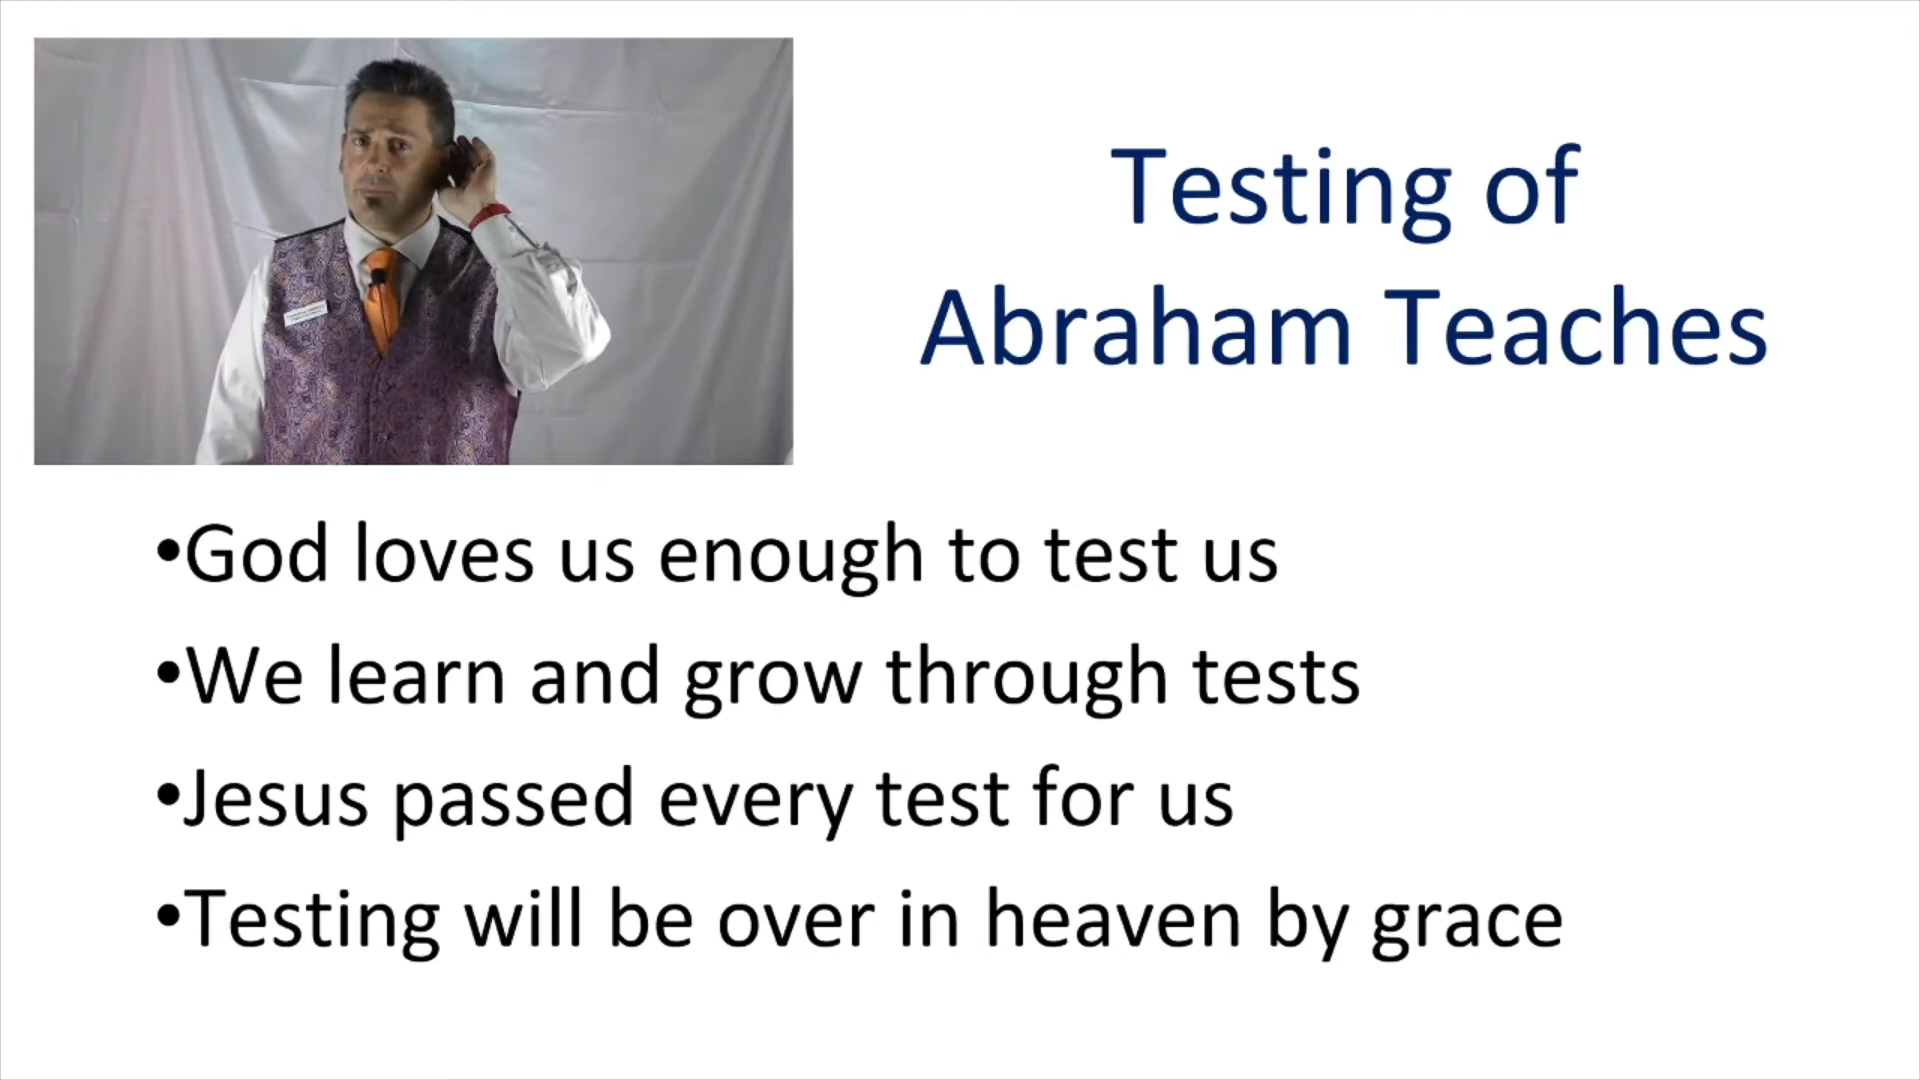 Testing of
Abraham Teaches
•God loves us enough to test us
•We learn and grow through tests
•Jesus passed every test for us
•Testing will be over in heaven by grace